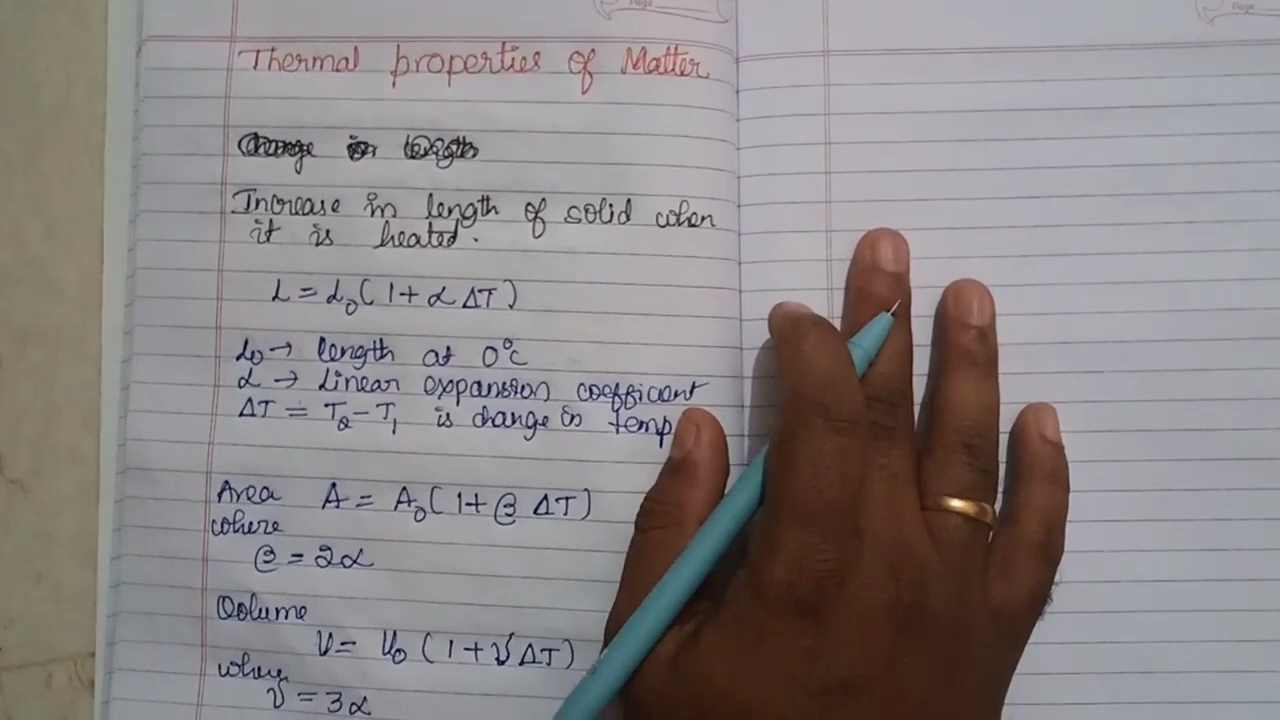 Page
Page
Thermal properties of Matter
Increase in length of solid when
it is heated.
L = L₀ ( 1 + α ΔT )
L₀ → length at 0°c
α → Linear expansion coefficient
ΔT = T₂ - T₁ is change in temp
Area A = A₀ ( 1 + β ΔT )
where
β = 2α
Volume
V = V₀ ( 1 + γ ΔT )
where
γ = 3α